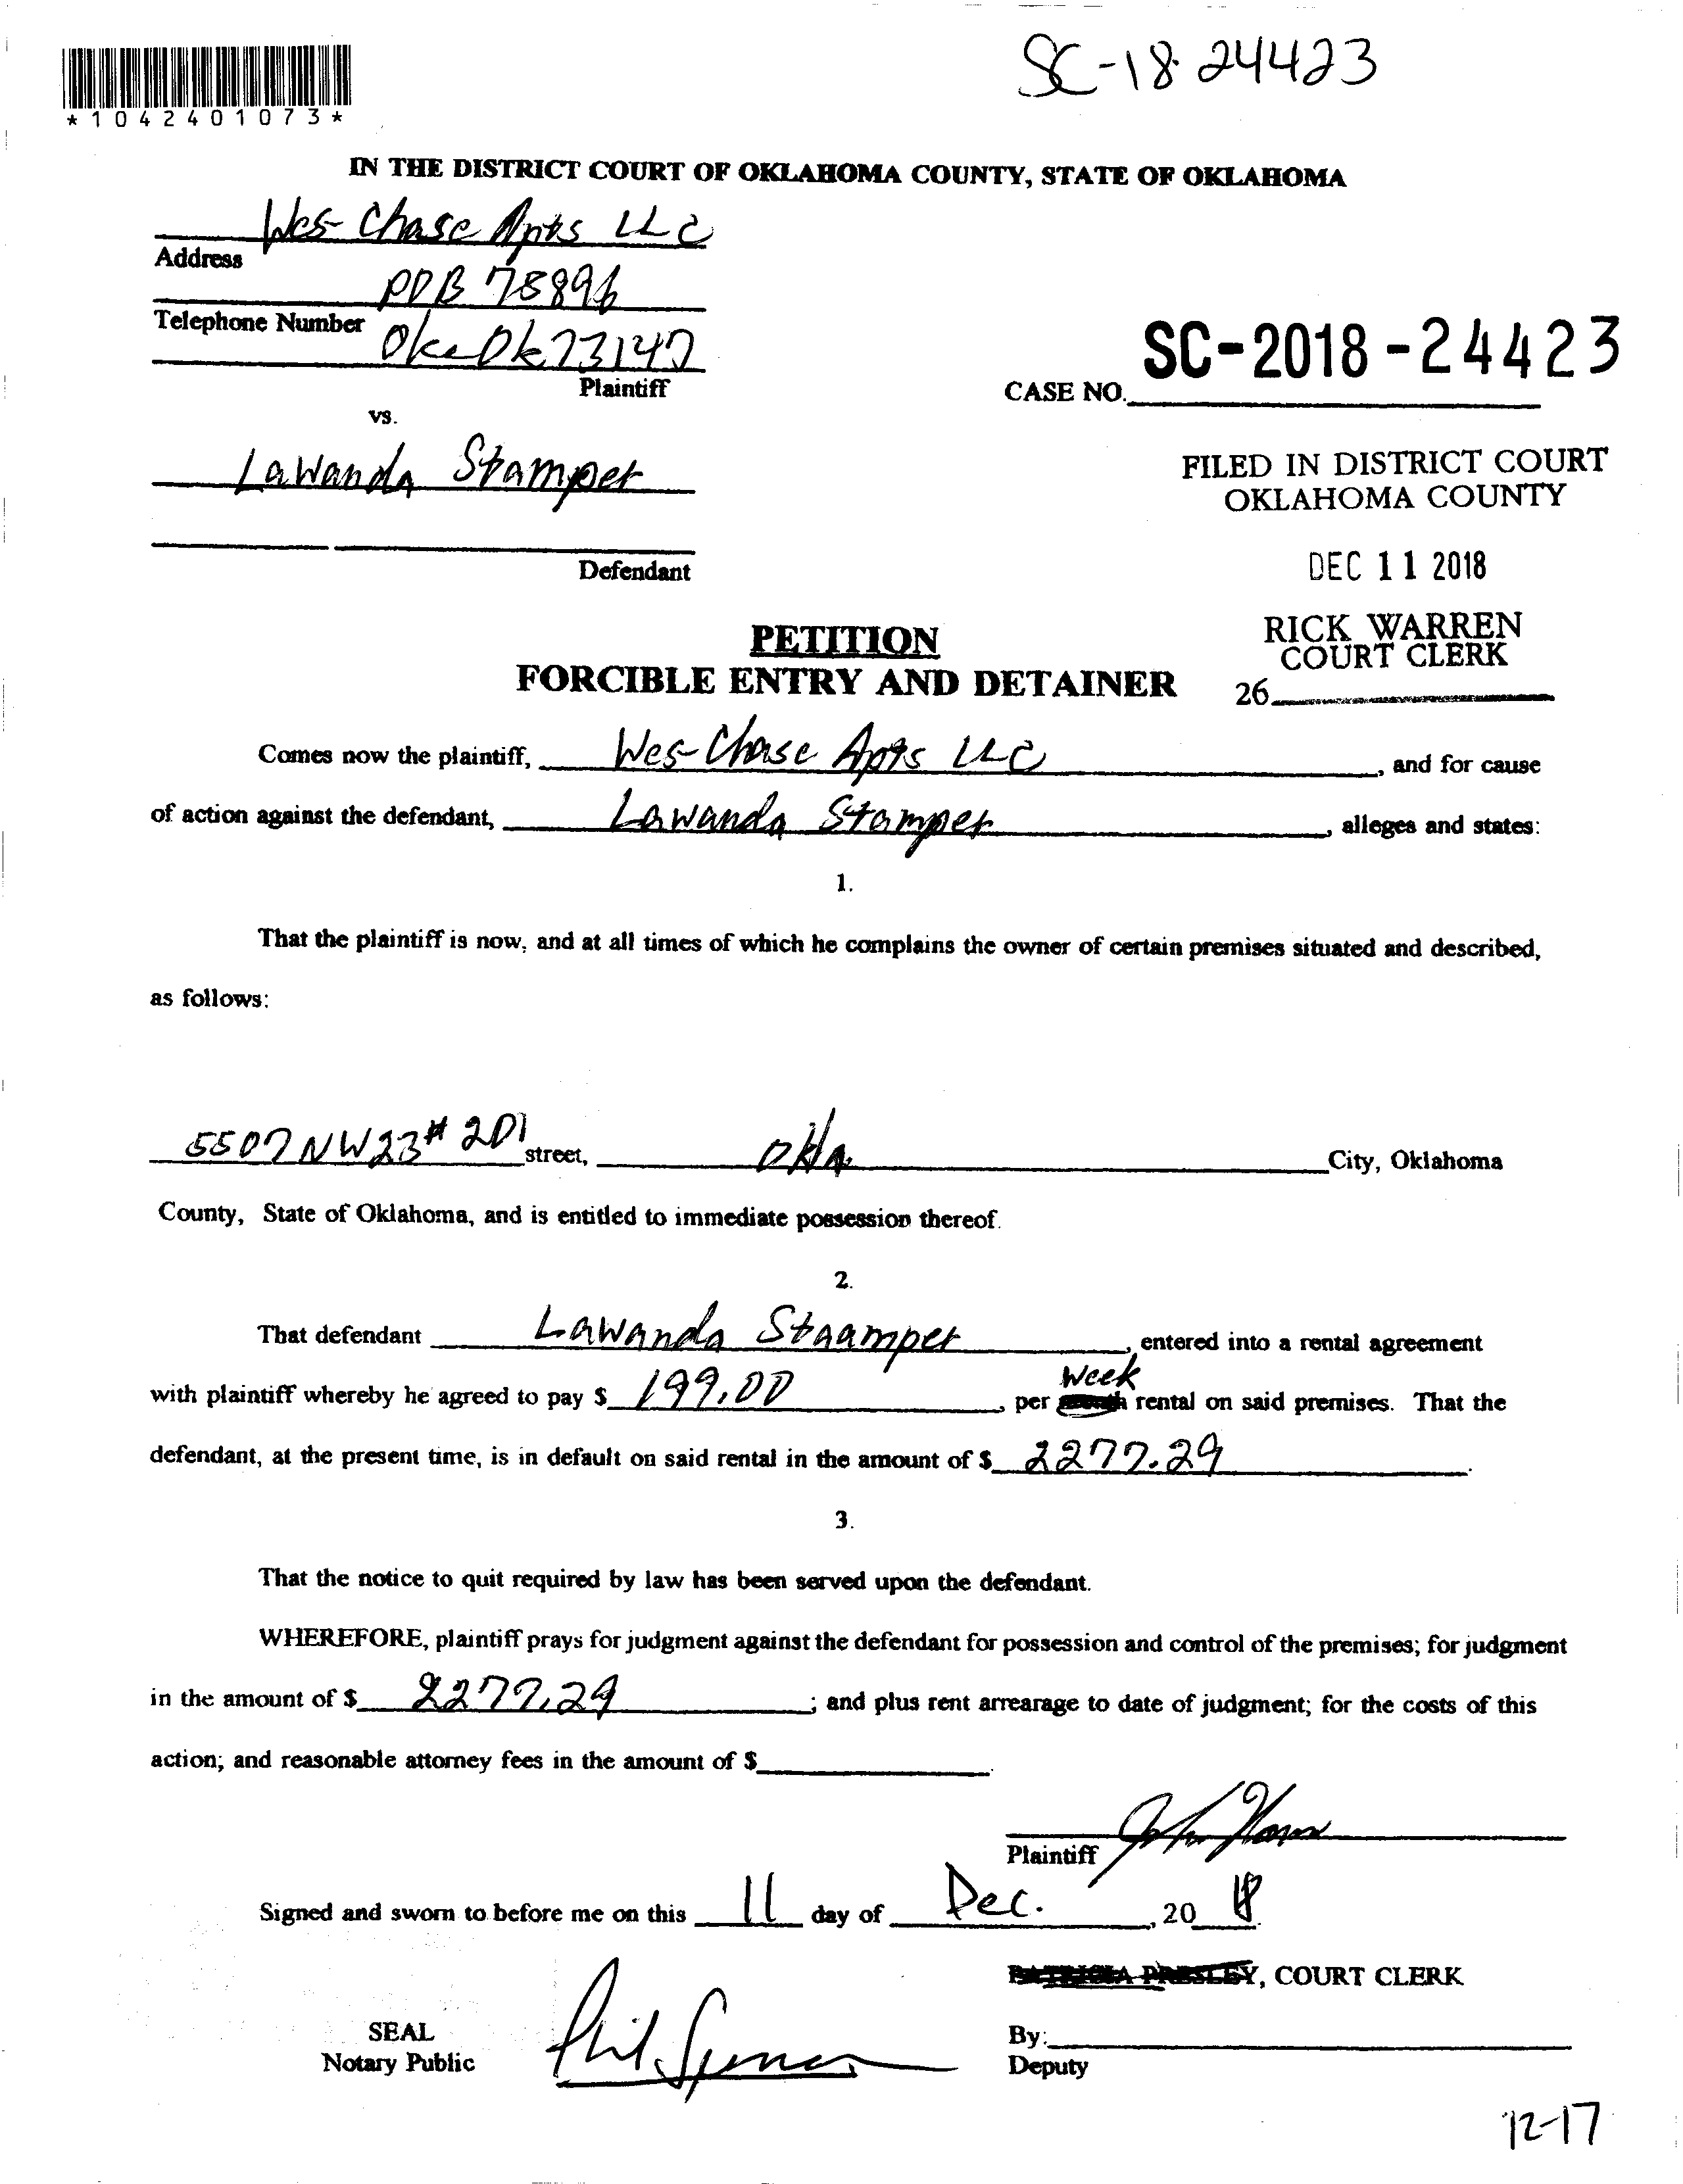 *1042401073*
SC-18-24423
IN THE DISTRICT COURT OF OKLAHOMA COUNTY, STATE OF OKLAHOMA
Wes-Chase Apts LLC
Address
POB 75896
Telephone Number
Okc Ok 73147
Plaintiff
SC-2018-24423
CASE NO.
vs.
LaWanda Stamper
Defendant
FILED IN DISTRICT COURT
OKLAHOMA COUNTY
DEC 11 2018
RICK WARREN
COURT CLERK
26
PETITION
FORCIBLE ENTRY AND DETAINER
Comes now the plaintiff, Wes-Chase Apts LLC, and for cause
of action against the defendant, Lawanda Stamper, alleges and states:
1.
That the plaintiff is now, and at all times of which he complains the owner of certain premises situated and described,
as follows:
5507 NW 23 # 201 street, Okla. City, Oklahoma
County, State of Oklahoma, and is entitled to immediate possession thereof.
2.
That defendant Lawanda Staamper, entered into a rental agreement
with plaintiff whereby he agreed to pay $ 199.00, per week rental on said premises. That the
defendant, at the present time, is in default on said rental in the amount of $ 2277.29.
3.
That the notice to quit required by law has been served upon the defendant.
WHEREFORE, plaintiff prays for judgment against the defendant for possession and control of the premises; for judgment
in the amount of $ 2277.29; and plus rent arrearage to date of judgment; for the costs of this
action; and reasonable attorney fees in the amount of $.
Plaintiff
Signed and sworn to before me on this 11 day of Dec., 20 18.
PATRICIA PRESLEY, COURT CLERK
SEAL
Notary Public
Phil Spencer
By:
Deputy
12-17